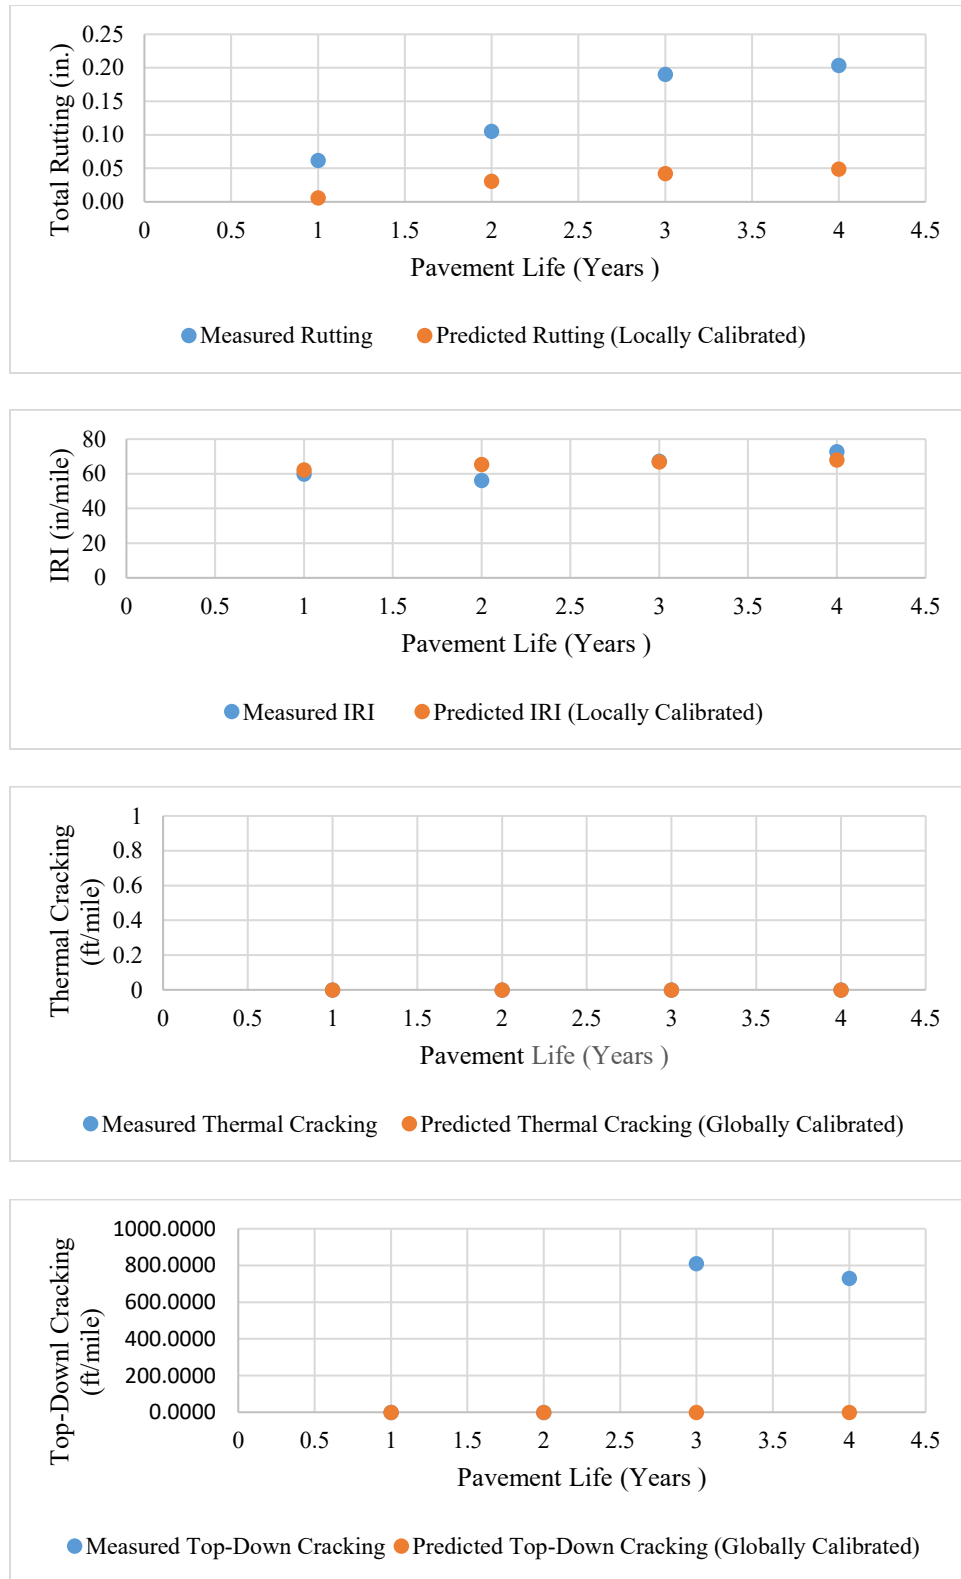 Total Rutting (in.)
0.25
0.20
0.15
0.10
0.05
0.00
0 0.5 1 1.5 2 2.5 3 3.5 4 4.5
Pavement Life (Years )
Measured Rutting Predicted Rutting (Locally Calibrated)
IRI (in/mile)
80
60
40
20
0
0 0.5 1 1.5 2 2.5 3 3.5 4 4.5
Pavement Life (Years )
Measured IRI Predicted IRI (Locally Calibrated)
Thermal Cracking
(ft/mile)
1
0.8
0.6
0.4
0.2
0
0 0.5 1 1.5 2 2.5 3 3.5 4 4.5
Pavement Life (Years )
Measured Thermal Cracking Predicted Thermal Cracking (Globally Calibrated)
Top-Downl Cracking
(ft/mile)
1000.0000
800.0000
600.0000
400.0000
200.0000
0.0000
0 0.5 1 1.5 2 2.5 3 3.5 4 4.5
Pavement Life (Years )
Measured Top-Down Cracking Predicted Top-Down Cracking (Globally Calibrated)